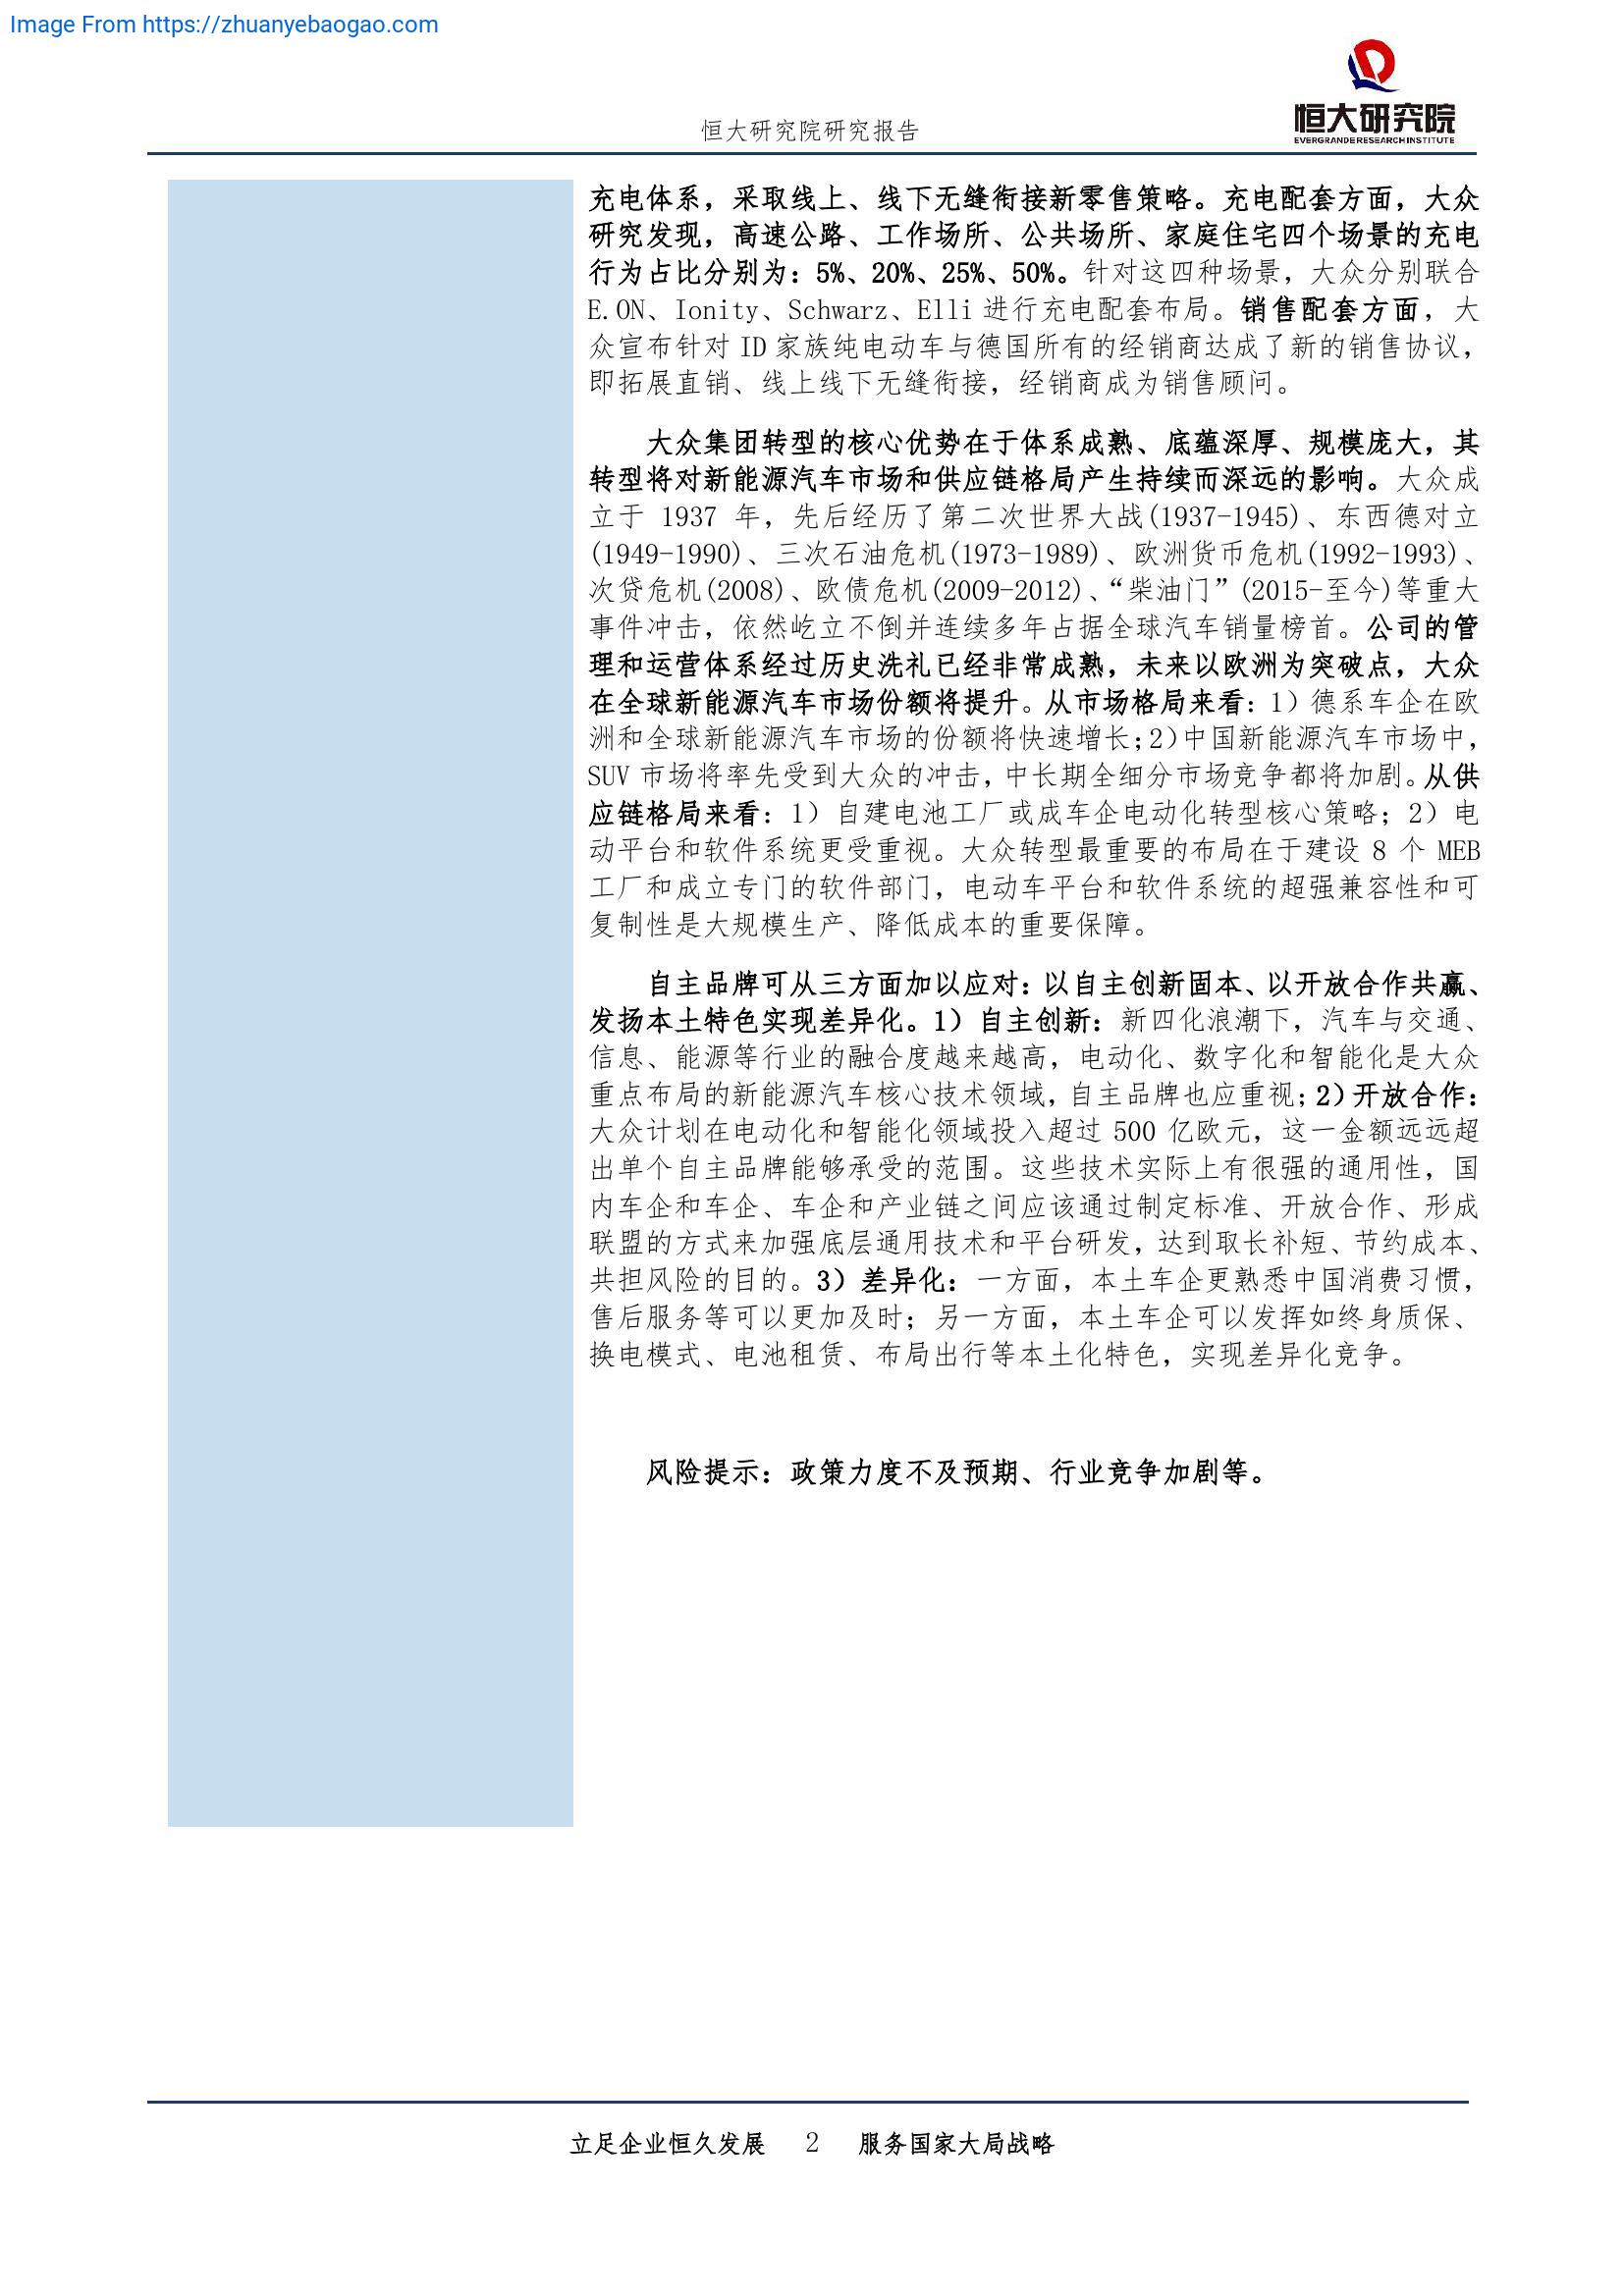 Image From https://zhuanyebaogao.com
恒大研究院
EVERGRANDE RESEARCH INSTITUTE
恒大研究院研究报告
充电体系，采取线上、线下无缝衔接新零售策略。充电配套方面，大众
研究发现，高速公路、工作场所、公共场所、家庭住宅四个场景的充电
行为占比分别为：5%、20%、25%、50%。针对这四种场景，大众分别联合
E.ON、Ionity、Schwarz、Elli 进行充电配套布局。销售配套方面，大
众宣布针对 ID 家族纯电动车与德国所有的经销商达成了新的销售协议，
即拓展直销、线上线下无缝衔接，经销商成为销售顾问。
大众集团转型的核心优势在于体系成熟、底蕴深厚、规模庞大，其
转型将对新能源汽车市场和供应链格局产生持续而深远的影响。大众成
立于 1937 年，先后经历了第二次世界大战(1937-1945)、东西德对立
(1949-1990)、三次石油危机(1973-1989)、欧洲货币危机(1992-1993)、
次贷危机(2008)、欧债危机(2009-2012)、“柴油门”(2015-至今)等重大
事件冲击，依然屹立不倒并连续多年占据全球汽车销量榜首。公司的管
理和运营体系经过历史洗礼已经非常成熟，未来以欧洲为突破点，大众
在全球新能源汽车市场份额将提升。从市场格局来看：1）德系车企在欧
洲和全球新能源汽车市场的份额将快速增长；2）中国新能源汽车市场中，
SUV 市场将率先受到大众的冲击，中长期全细分市场竞争都将加剧。从供
应链格局来看：1）自建电池工厂或成车企电动化转型核心策略；2）电
动平台和软件系统更受重视。大众转型最重要的布局在于建设 8 个 MEB
工厂和成立专门的软件部门，电动车平台和软件系统的超强兼容性和可
复制性是大规模生产、降低成本的重要保障。
自主品牌可从三方面加以应对：以自主创新固本、以开放合作共赢、
发扬本土特色实现差异化。1）自主创新：新四化浪潮下，汽车与交通、
信息、能源等行业的融合度越来越高，电动化、数字化和智能化是大众
重点布局的新能源汽车核心技术领域，自主品牌也应重视；2）开放合作：
大众计划在电动化和智能化领域投入超过 500 亿欧元，这一金额远远超
出单个自主品牌能够承受的范围。这些技术实际上有很强的通用性，国
内车企和车企、车企和产业链之间应该通过制定标准、开放合作、形成
联盟的方式来加强底层通用技术和平台研发，达到取长补短、节约成本、
共担风险的目的。3）差异化：一方面，本土车企更熟悉中国消费习惯，
售后服务等可以更加及时；另一方面，本土车企可以发挥如终身质保、
换电模式、电池租赁、布局出行等本土化特色，实现差异化竞争。
风险提示：政策力度不及预期、行业竞争加剧等。
立足企业恒久发展 2 服务国家大局战略